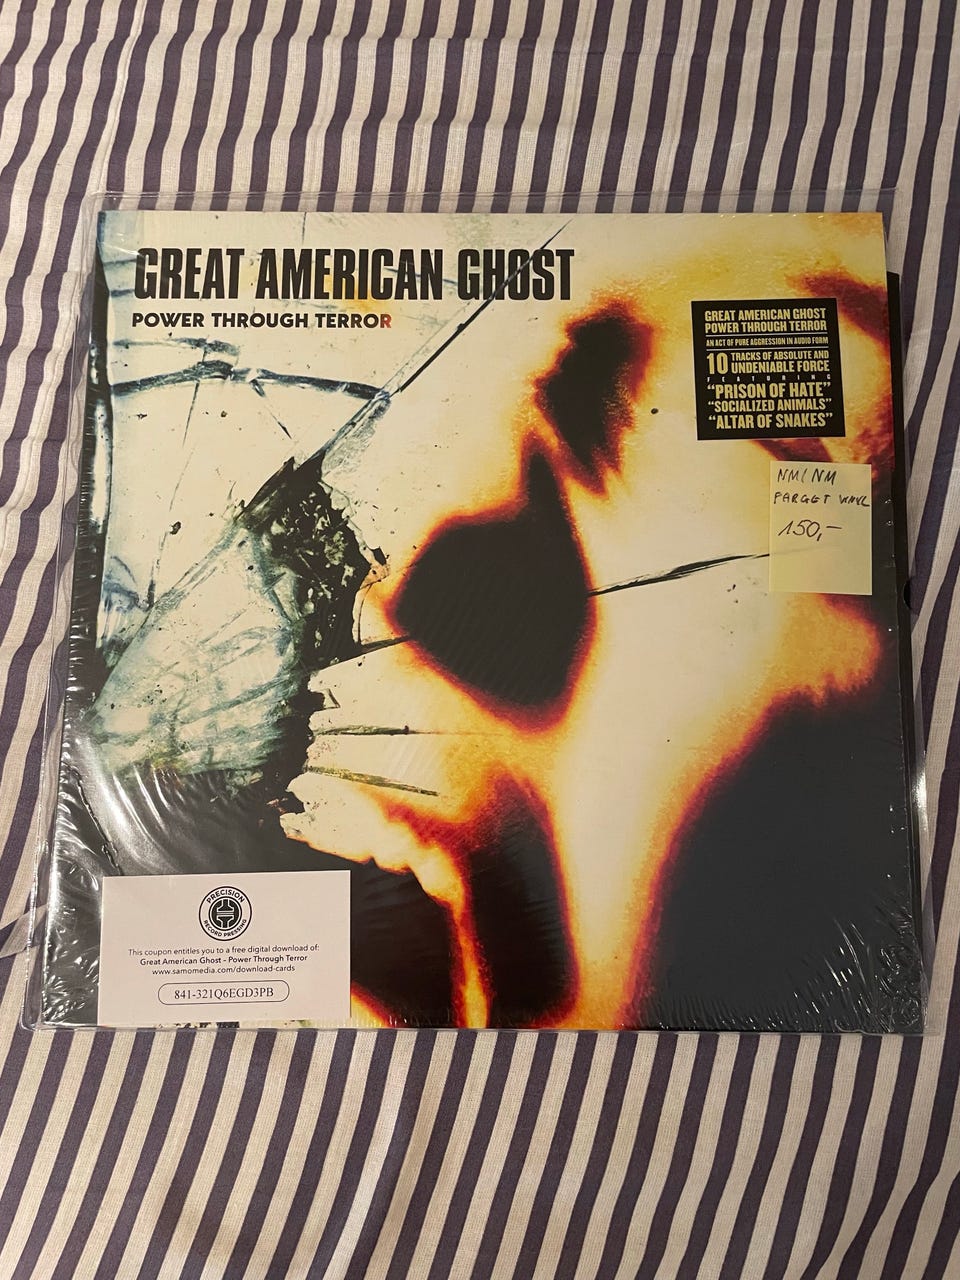 GREAT AMERICAN GHOST
POWER THROUGH TERROR
GREAT AMERICAN GHOST
POWER THROUGH TERROR
AN ACT OF PURE AGGRESSION IN AUDIO FORM
10 TRACKS OF ABSOLUTE AND
UNDENIABLE FORCE
FEATURING
“PRISON OF HATE”
“SOCIALIZED ANIMALS”
“ALTAR OF SNAKES”
NM/NM
FARGET VINYL
150,-
PRECISION
RECORD PRESSING
This coupon entitles you to a free digital download of:
Great American Ghost - Power Through Terror
www.samomedia.com/download-cards
841-321Q6EGD3PB